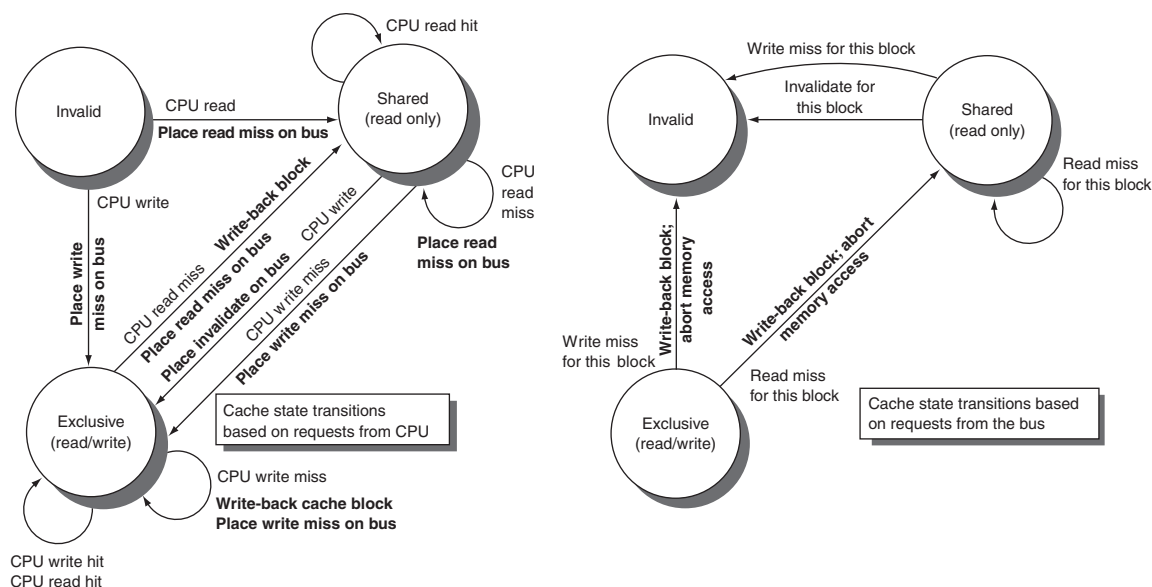 CPU read hit
Invalid
CPU read
Place read miss on bus
Shared
(read only)
CPU write
Place write
miss on bus
CPU read miss
Write-back block
Place read miss on bus
Place invalidate on bus
CPU write
CPU write miss
Place write miss on bus
CPU
read
miss
Place read
miss on bus
Exclusive
(read/write)
Cache state transitions
based on requests from CPU
CPU write miss
Write-back cache block
Place write miss on bus
CPU write hit
CPU read hit
Write miss for this block
Invalidate for
this block
Invalid
Shared
(read only)
Read miss
for this block
Write-back block;
abort memory
access
Write-back block; abort
memory access
Write miss
for this block
Read miss
for this block
Exclusive
(read/write)
Cache state transitions based
on requests from the bus